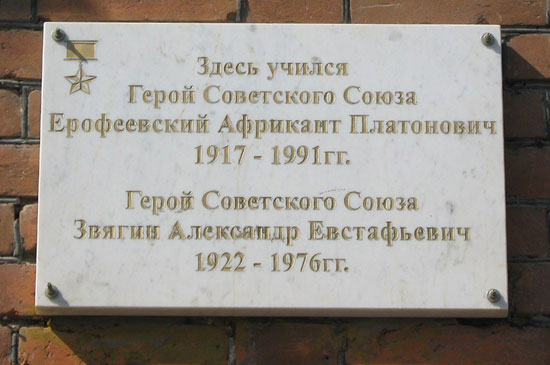 Здесь учился
Герой Советского Союза
Ерофеевский Африкант Платонович
1917 - 1991гг.
Герой Советского Союза
Звягин Александр Евстафьевич
1922 - 1976гг.